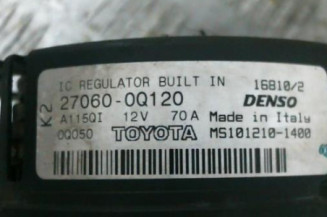 IC REGULATOR BUILT IN 16810/2
K2 27060-0Q120 DENSO
A115QI 12V 70A Made in Italy
0Q050 TOYOTA MS101210-1400